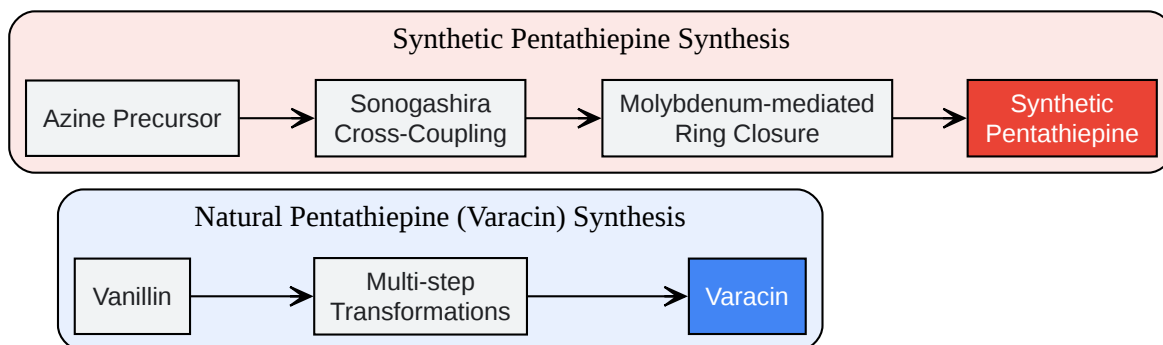 Synthetic Pentathiepine Synthesis
Azine Precursor
Sonogashira
Cross-Coupling
Molybdenum-mediated
Ring Closure
Synthetic
Pentathiepine
Natural Pentathiepine (Varacin) Synthesis
Vanillin
Multi-step
Transformations
Varacin